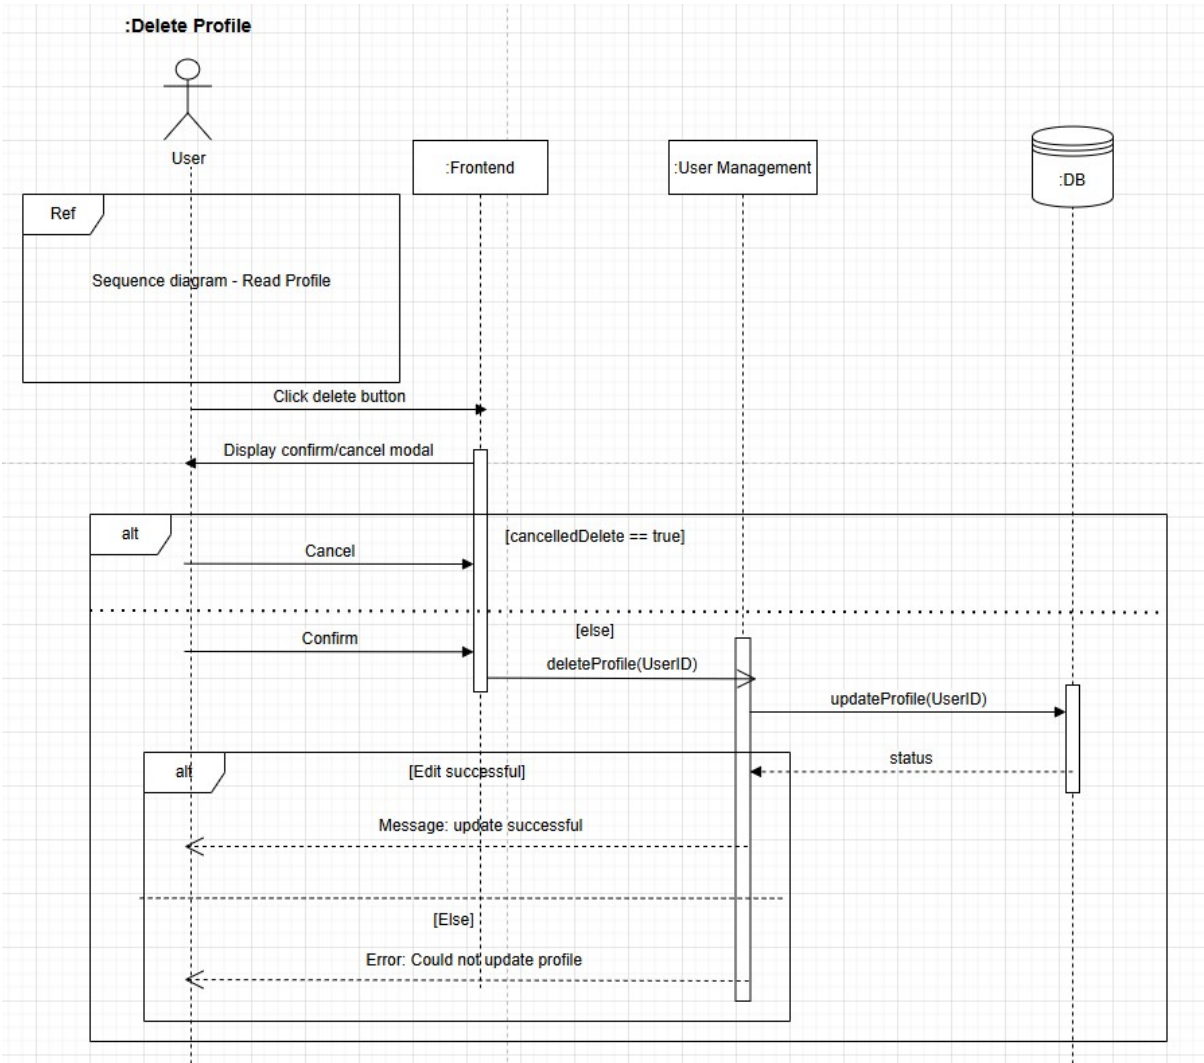 :Delete Profile
User
:Frontend
:User Management
:DB
Ref
Sequence diagram - Read Profile
Click delete button
Display confirm/cancel modal
alt
[cancelledDelete == true]
Cancel
[else]
Confirm
deleteProfile(UserID)
updateProfile(UserID)
status
alt
[Edit successful]
Message: update successful
[Else]
Error: Could not update profile